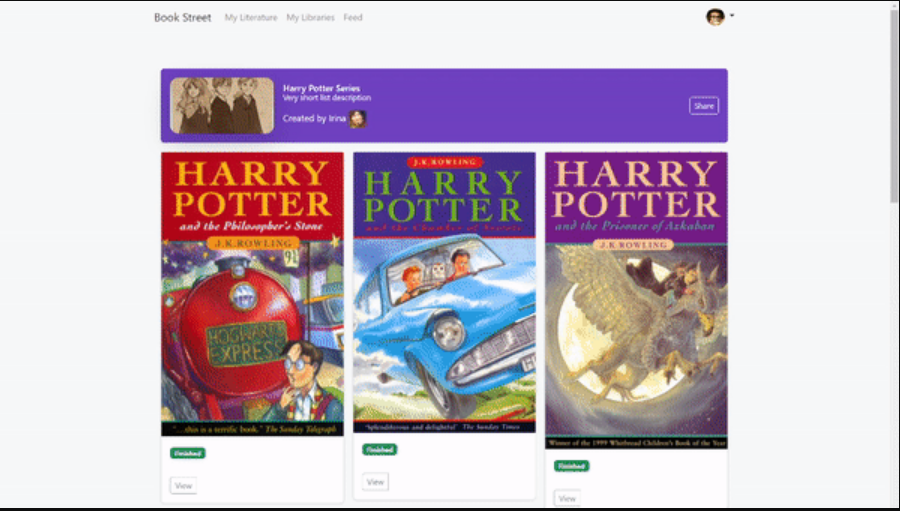 Book Street My Literature My Libraries Feed
Harry Potter Series
Very short list description
Created by Irina
Share
HARRY
POTTER
and the Philosopher's Stone
J.K.ROWLING
9¾
HOGWARTS
EXPRESS
"...this is a terrific book." The Sunday Telegraph
Finished
View
J.K.ROWLING
HARRY
POTTER
and the Chamber of Secrets
"splendiferous and delightful" The Sunday Times
Finished
View
HARRY
POTTER
and the Prisoner of Azkaban
J.K.ROWLING
Winner of the 1999 Whitbread Children's Book of the Year
Finished
View